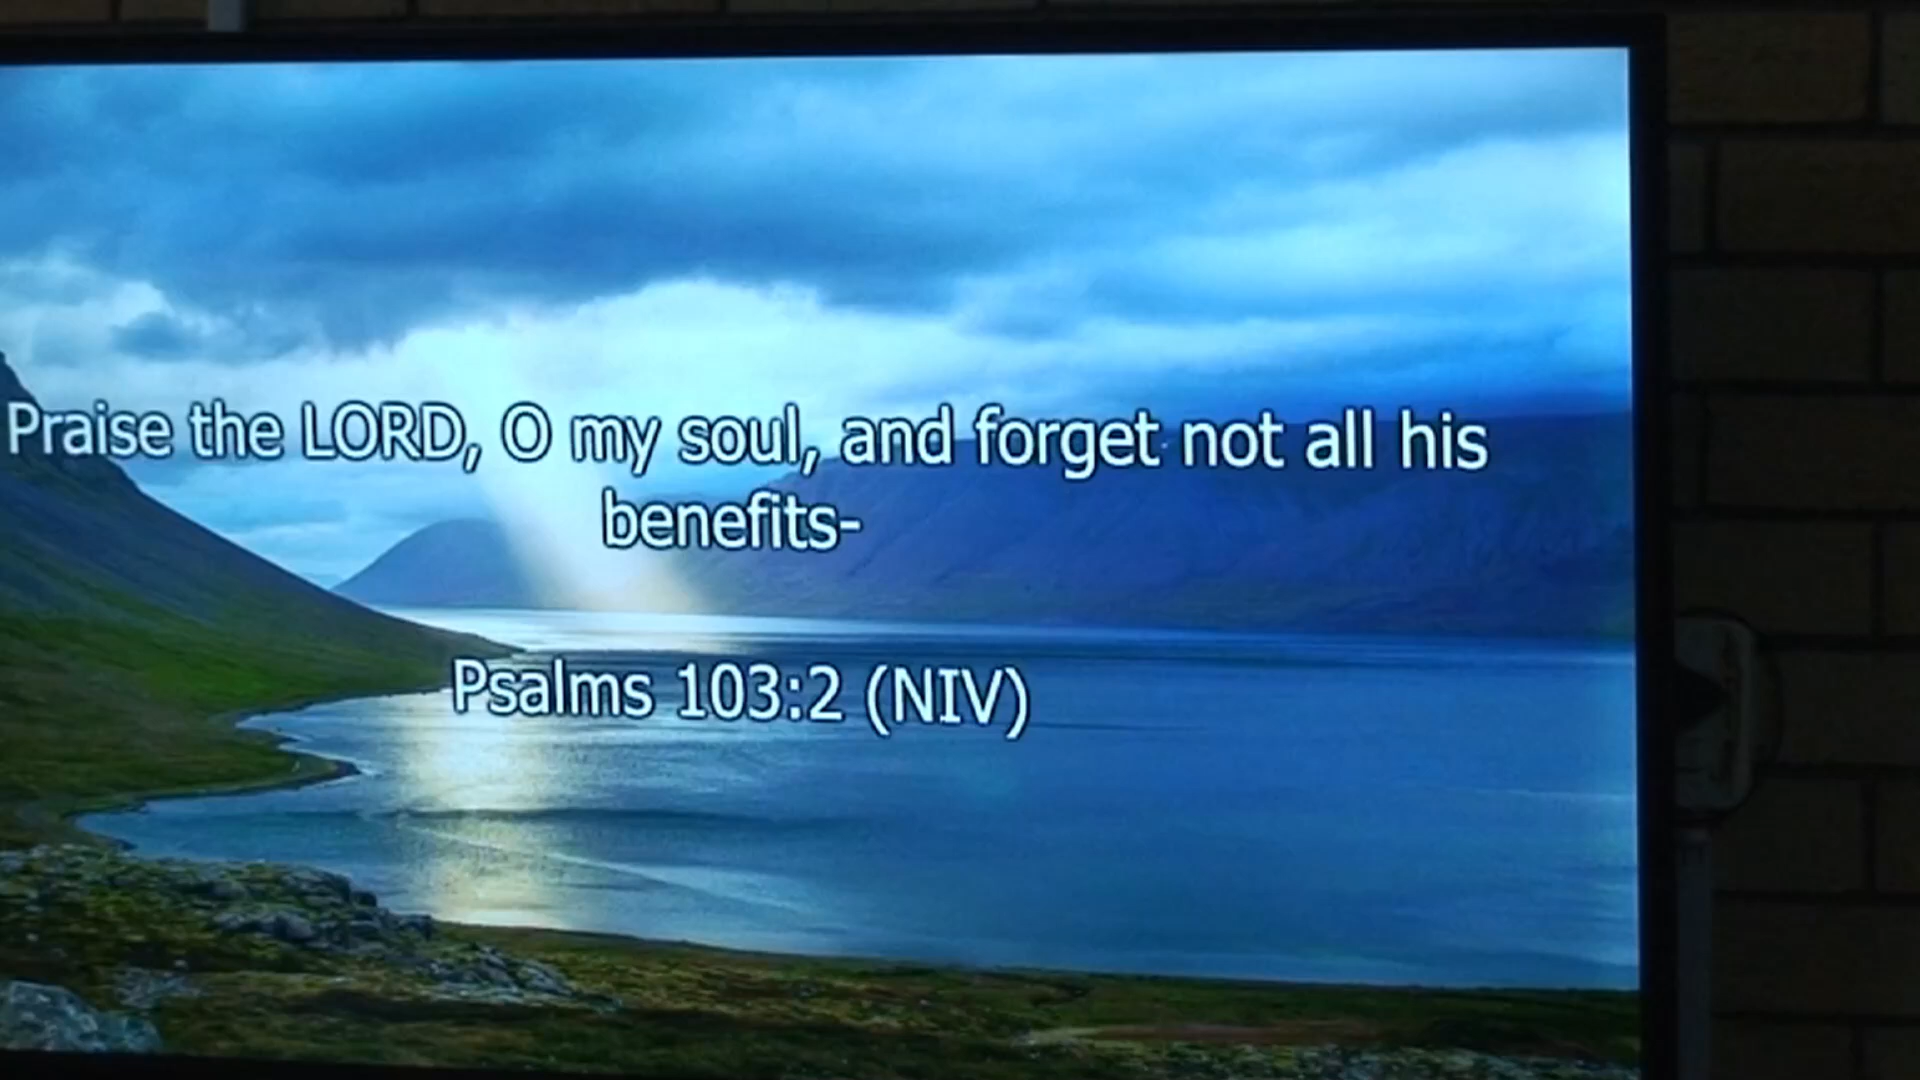 Praise the LORD, O my soul, and forget not all his
benefits-
Psalms 103:2 (NIV)